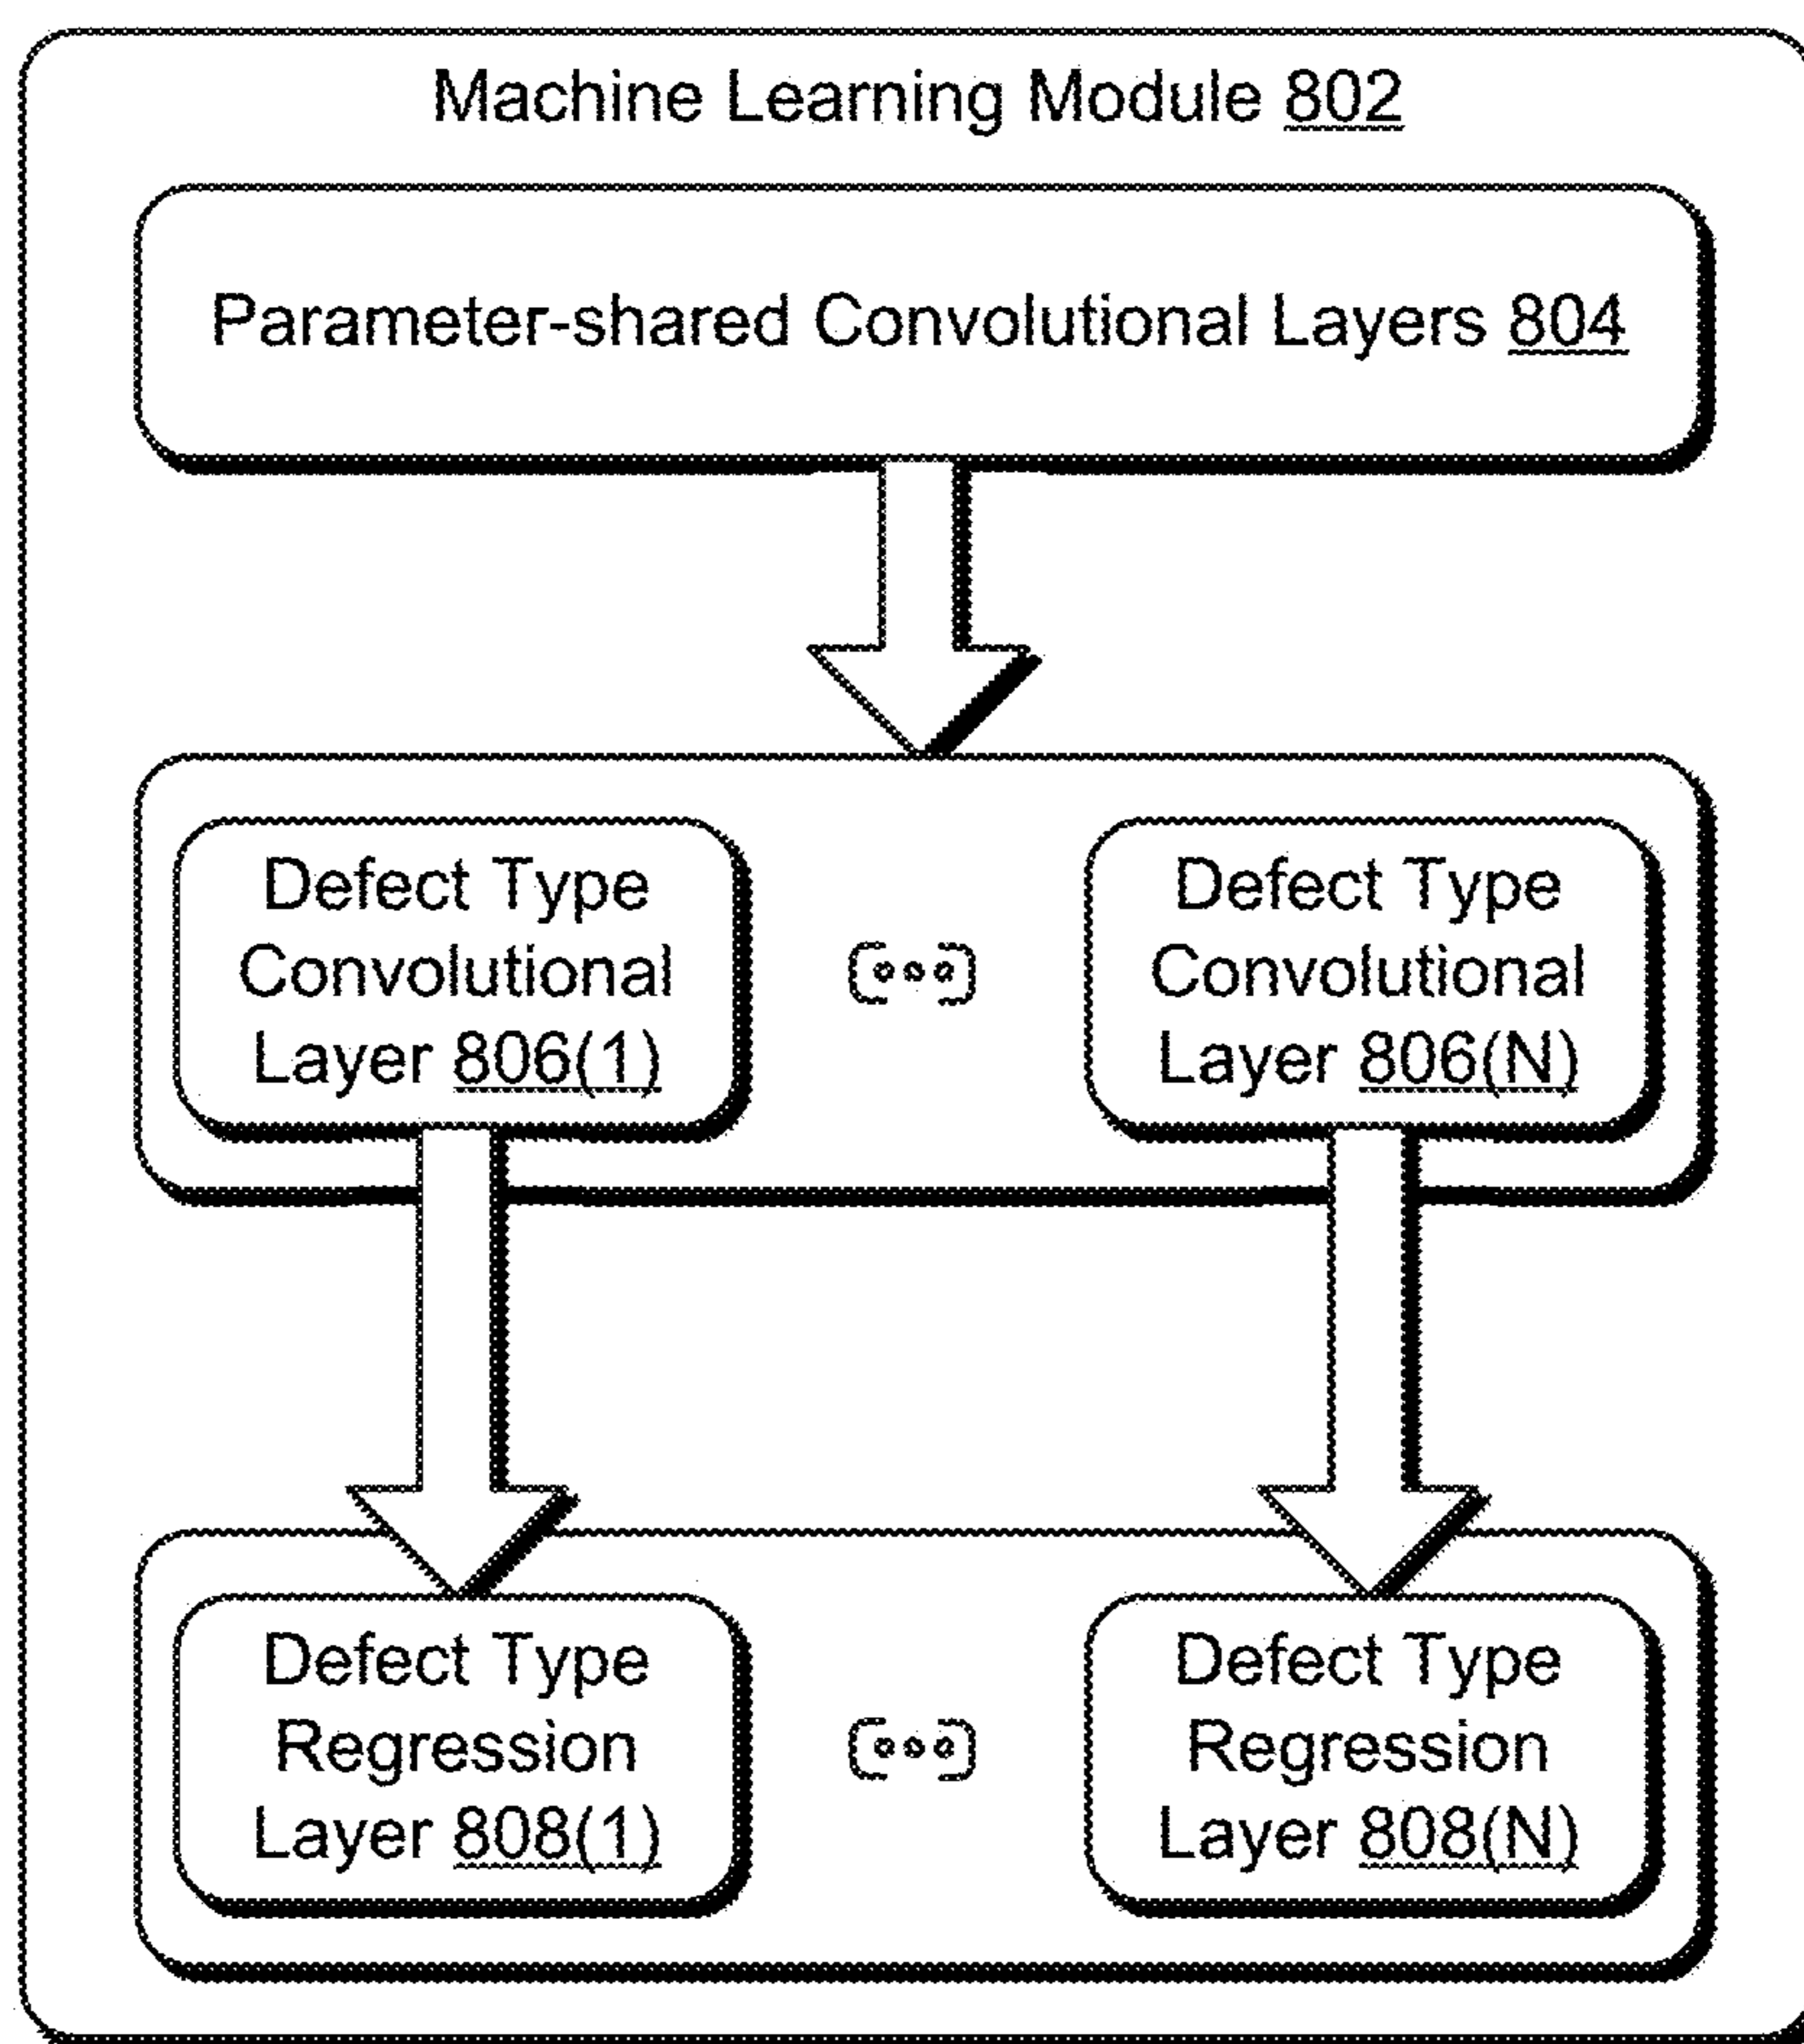 Machine Learning Module 802
Parameter-shared Convolutional Layers 804
Defect Type
Convolutional
Layer 806(1)
Defect Type
Convolutional
Layer 806(N)
Defect Type
Regression
Layer 808(1)
Defect Type
Regression
Layer 808(N)